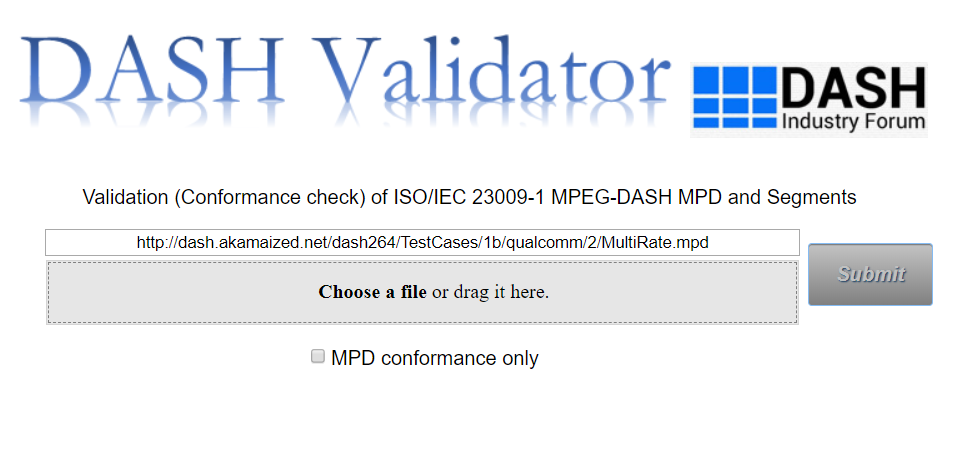 DASH Validator
DASH
Industry Forum
Validation (Conformance check) of ISO/IEC 23009-1 MPEG-DASH MPD and Segments
http://dash.akamaized.net/dash264/TestCases/1b/qualcomm/2/MultiRate.mpd
Submit
Choose a file or drag it here.
MPD conformance only